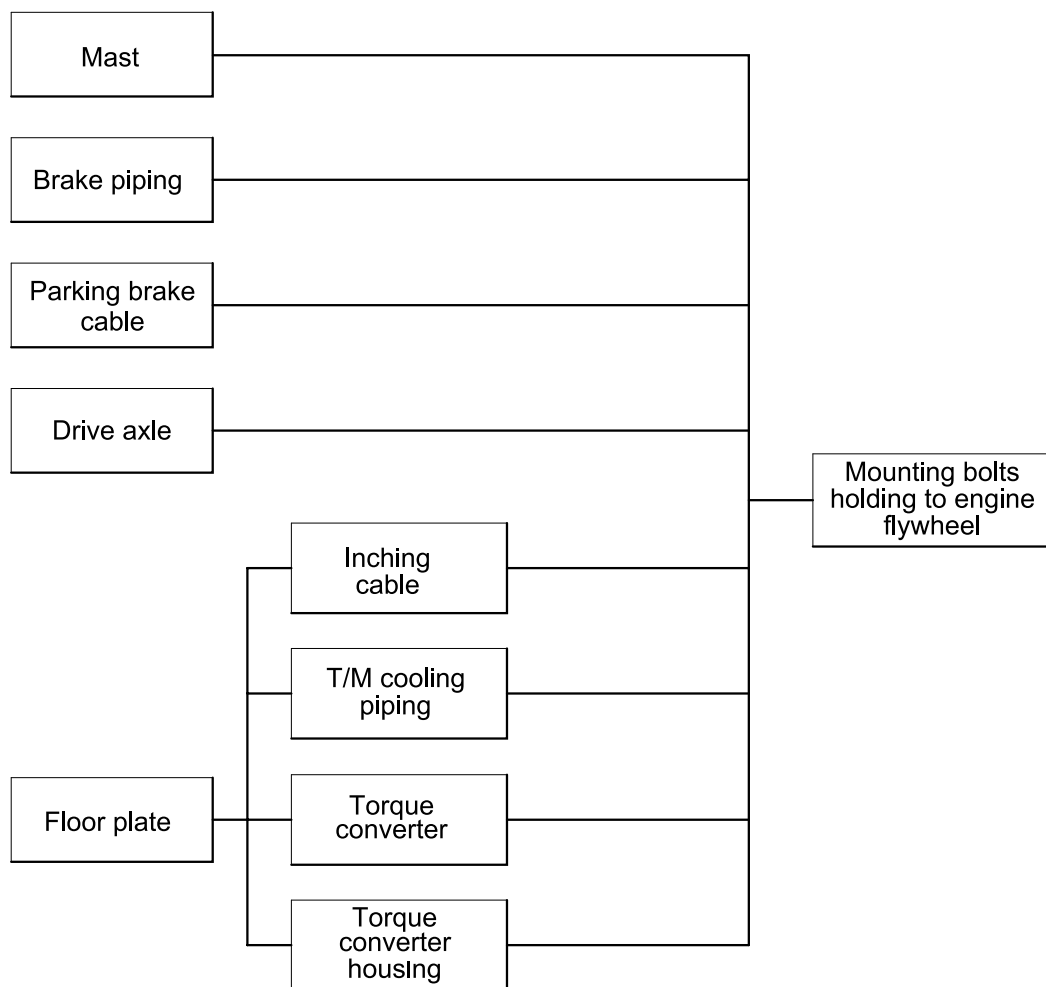 Mast
Brake piping
Parking brake
cable
Drive axle
Mounting bolts
holding to engine
flywheel
Inching
cable
T/M cooling
piping
Floor plate
Torque
converter
Torque
converter
housing